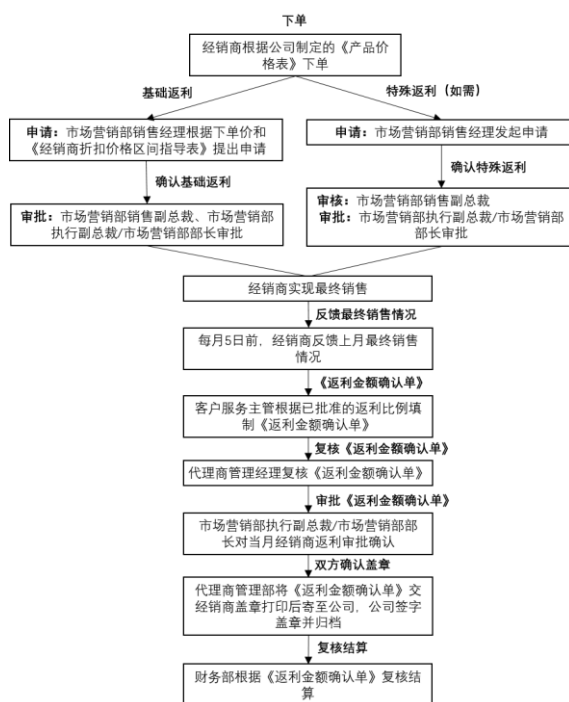 下单
经销商根据公司制定的《产品价
格表》下单
基础返利
特殊返利（如需）
申请：市场营销部销售经理根据下单价和
《经销商折扣价格区间指导表》提出申请
申请：市场营销部销售经理发起申请
确认基础返利
确认特殊返利
审批：市场营销部销售副总裁、市场营销部
执行副总裁/市场营销部部长审批
审核：市场营销部销售副总裁
审批：市场营销部执行副总裁/市场营销部
部长审批
经销商实现最终销售
反馈最终销售情况
每月5日前，经销商反馈上月最终销售
情况
《返利金额确认单》
客户服务主管根据已批准的返利比例填
制《返利金额确认单》
复核《返利金额确认单》
代理商管理经理复核《返利金额确认单》
审批《返利金额确认单》
市场营销部执行副总裁/市场营销部部
长对当月经销商返利审批确认
双方确认盖章
代理商管理部将《返利金额确认单》交
经销商盖章打印后寄至公司，公司签字
盖章并归档
复核结算
财务部根据《返利金额确认单》复核结
算